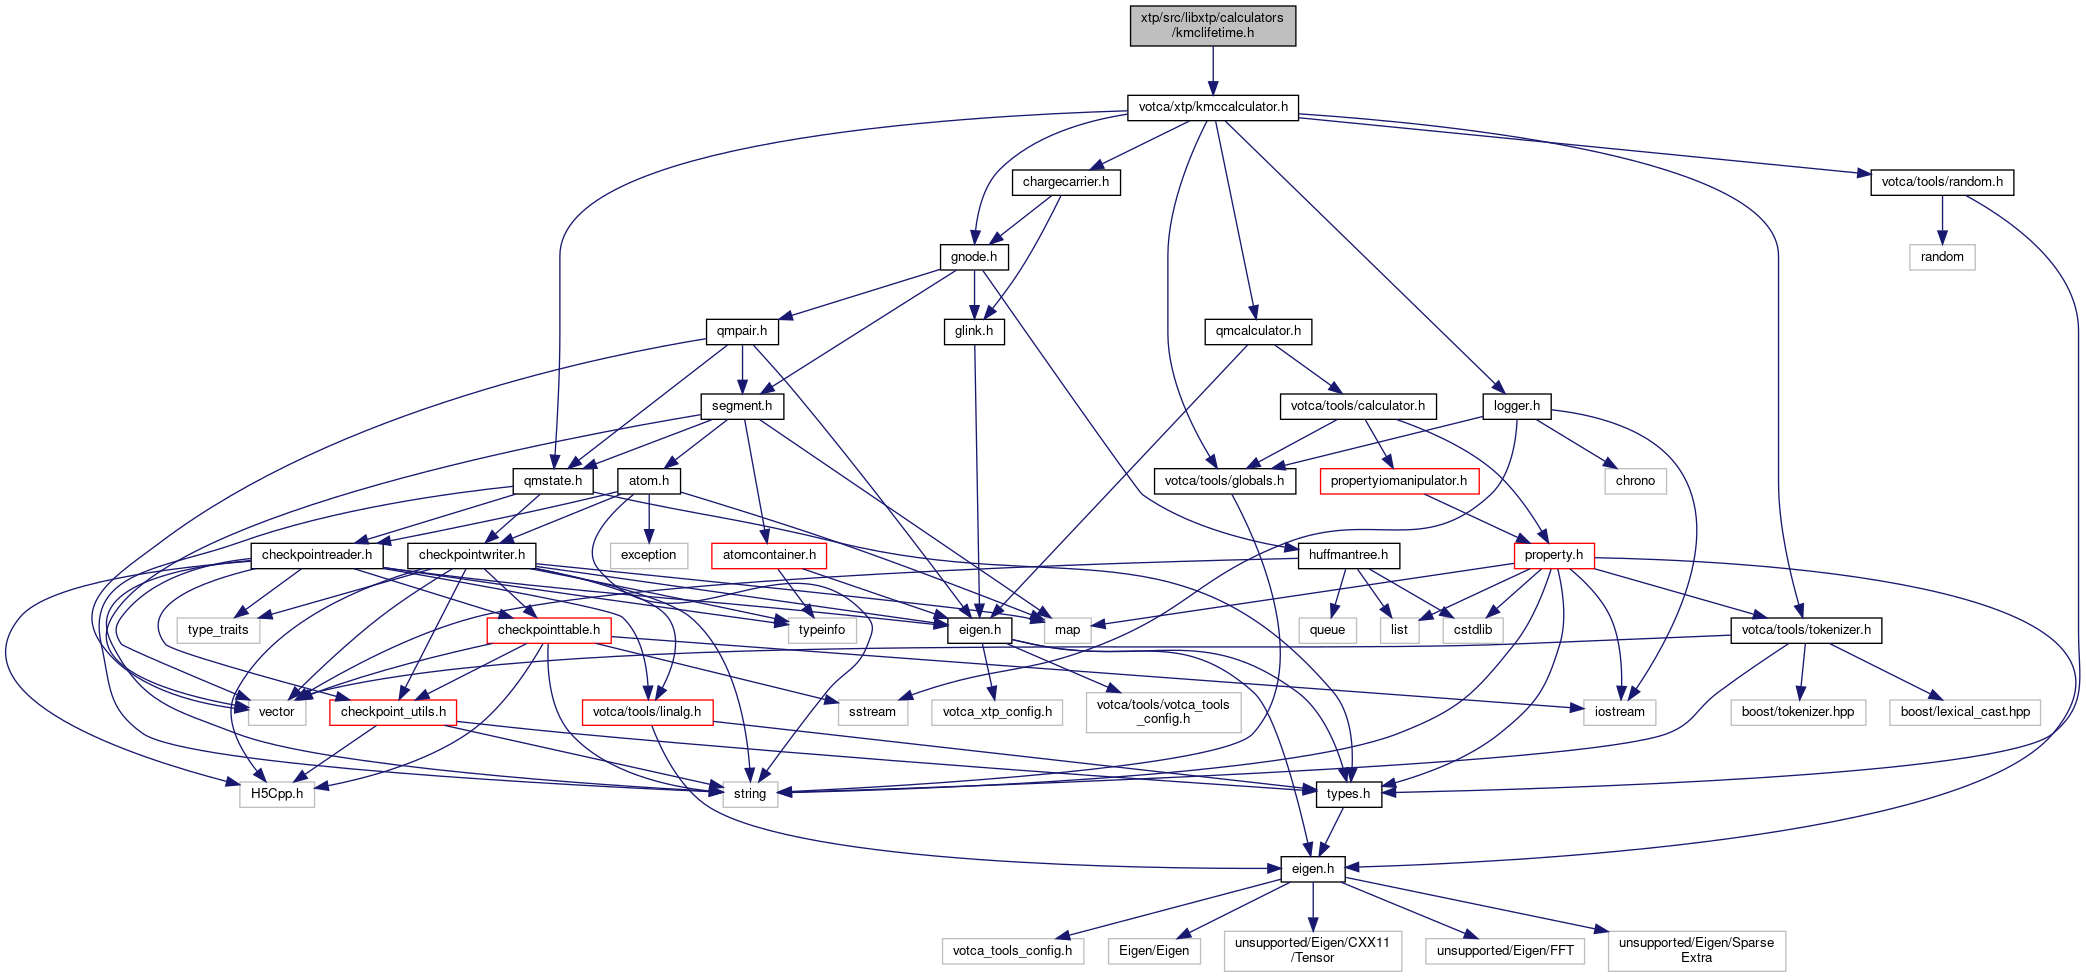 xtp/src/libxtp/calculators
/kmclifetime.h
votca/xtp/kmccalculator.h
chargecarrier.h
votca/tools/random.h
gnode.h
random
qmpair.h
glink.h
qmcalculator.h
segment.h
votca/tools/calculator.h
logger.h
qmstate.h
atom.h
votca/tools/globals.h
propertyiomanipulator.h
chrono
checkpointreader.h
checkpointwriter.h
exception
atomcontainer.h
huffmantree.h
property.h
type_traits
checkpointtable.h
typeinfo
eigen.h
map
queue
list
cstdlib
votca/tools/tokenizer.h
vector
checkpoint_utils.h
votca/tools/linalg.h
sstream
votca_xtp_config.h
votca/tools/votca_tools
_config.h
iostream
boost/tokenizer.hpp
boost/lexical_cast.hpp
H5Cpp.h
string
types.h
eigen.h
votca_tools_config.h
Eigen/Eigen
unsupported/Eigen/CXX11
/Tensor
unsupported/Eigen/FFT
unsupported/Eigen/Sparse
Extra